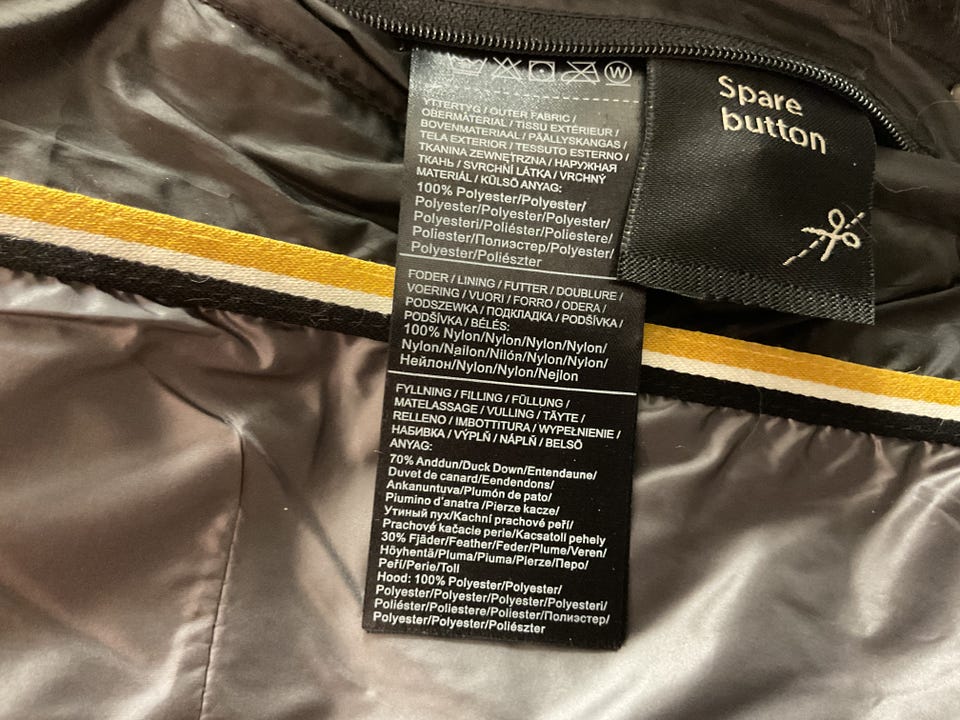 W
YTTERTYG / OUTER FABRIC /
OBERMATERIAL / TISSU EXTÉRIEUR /
BOVENMATERIAAL / PÄÄLLYSKANGAS /
TELA EXTERIOR / TESSUTO ESTERNO /
TKANINA ZEWNĘTRZNA / НАРУЖНАЯ
ТКАНЬ / SVRCHNÍ LÁTKA / VRCHNÝ
MATERIÁL / KÜLSŐ ANYAG:
100% Polyester/Polyester/
Polyester/Polyester/Polyester/
Polyesteri/Poliéster/Poliestere/
Poliester/Полиэстер/Polyester/
Polyester/Poliészter
FODER / LINING / FUTTER / DOUBLURE /
VOERING / VUORI / FORRO / ODERA /
PODSZEWKA / ПОДКЛАДКА / PODŠÍVKA /
PODŠÍVKA / BÉLÉS:
100% Nylon/Nylon/Nylon/Nylon/
Nylon/Nailon/Nilón/Nylon/Nylon/
Нейлон/Nylon/Nylon/Nejlon
FYLLNING / FILLING / FÜLLUNG /
MATELASSAGE / VULLING / TÄYTE /
RELLENO / IMBOTTITURA / WYPEŁNIENIE /
НАБИВКА / VÝPLŇ / NÁPLŇ / BELSŐ
ANYAG:
70% Anddun/Duck Down/Entendaune/
Duvet de canard/Eendendons/
Ankanuntuva/Plumón de pato/
Piumino d'anatra /Pierze kacze/
Утиный пух/Kachní prachové peří/
Prachové kačacie perie/Kacsatoll pehely
30% Fjäder/Feather/Feder/Plume/Veren/
Höyhentä/Pluma/Piuma/Pierze/Перо/
Peří/Perie/Toll
Hood: 100% Polyester/Polyester/
Polyester/Polyester/Polyester/Polyesteri/
Poliéster/Poliestere/Poliester/Полиэстер/
Polyester/Polyester/Poliészter
Spare
button